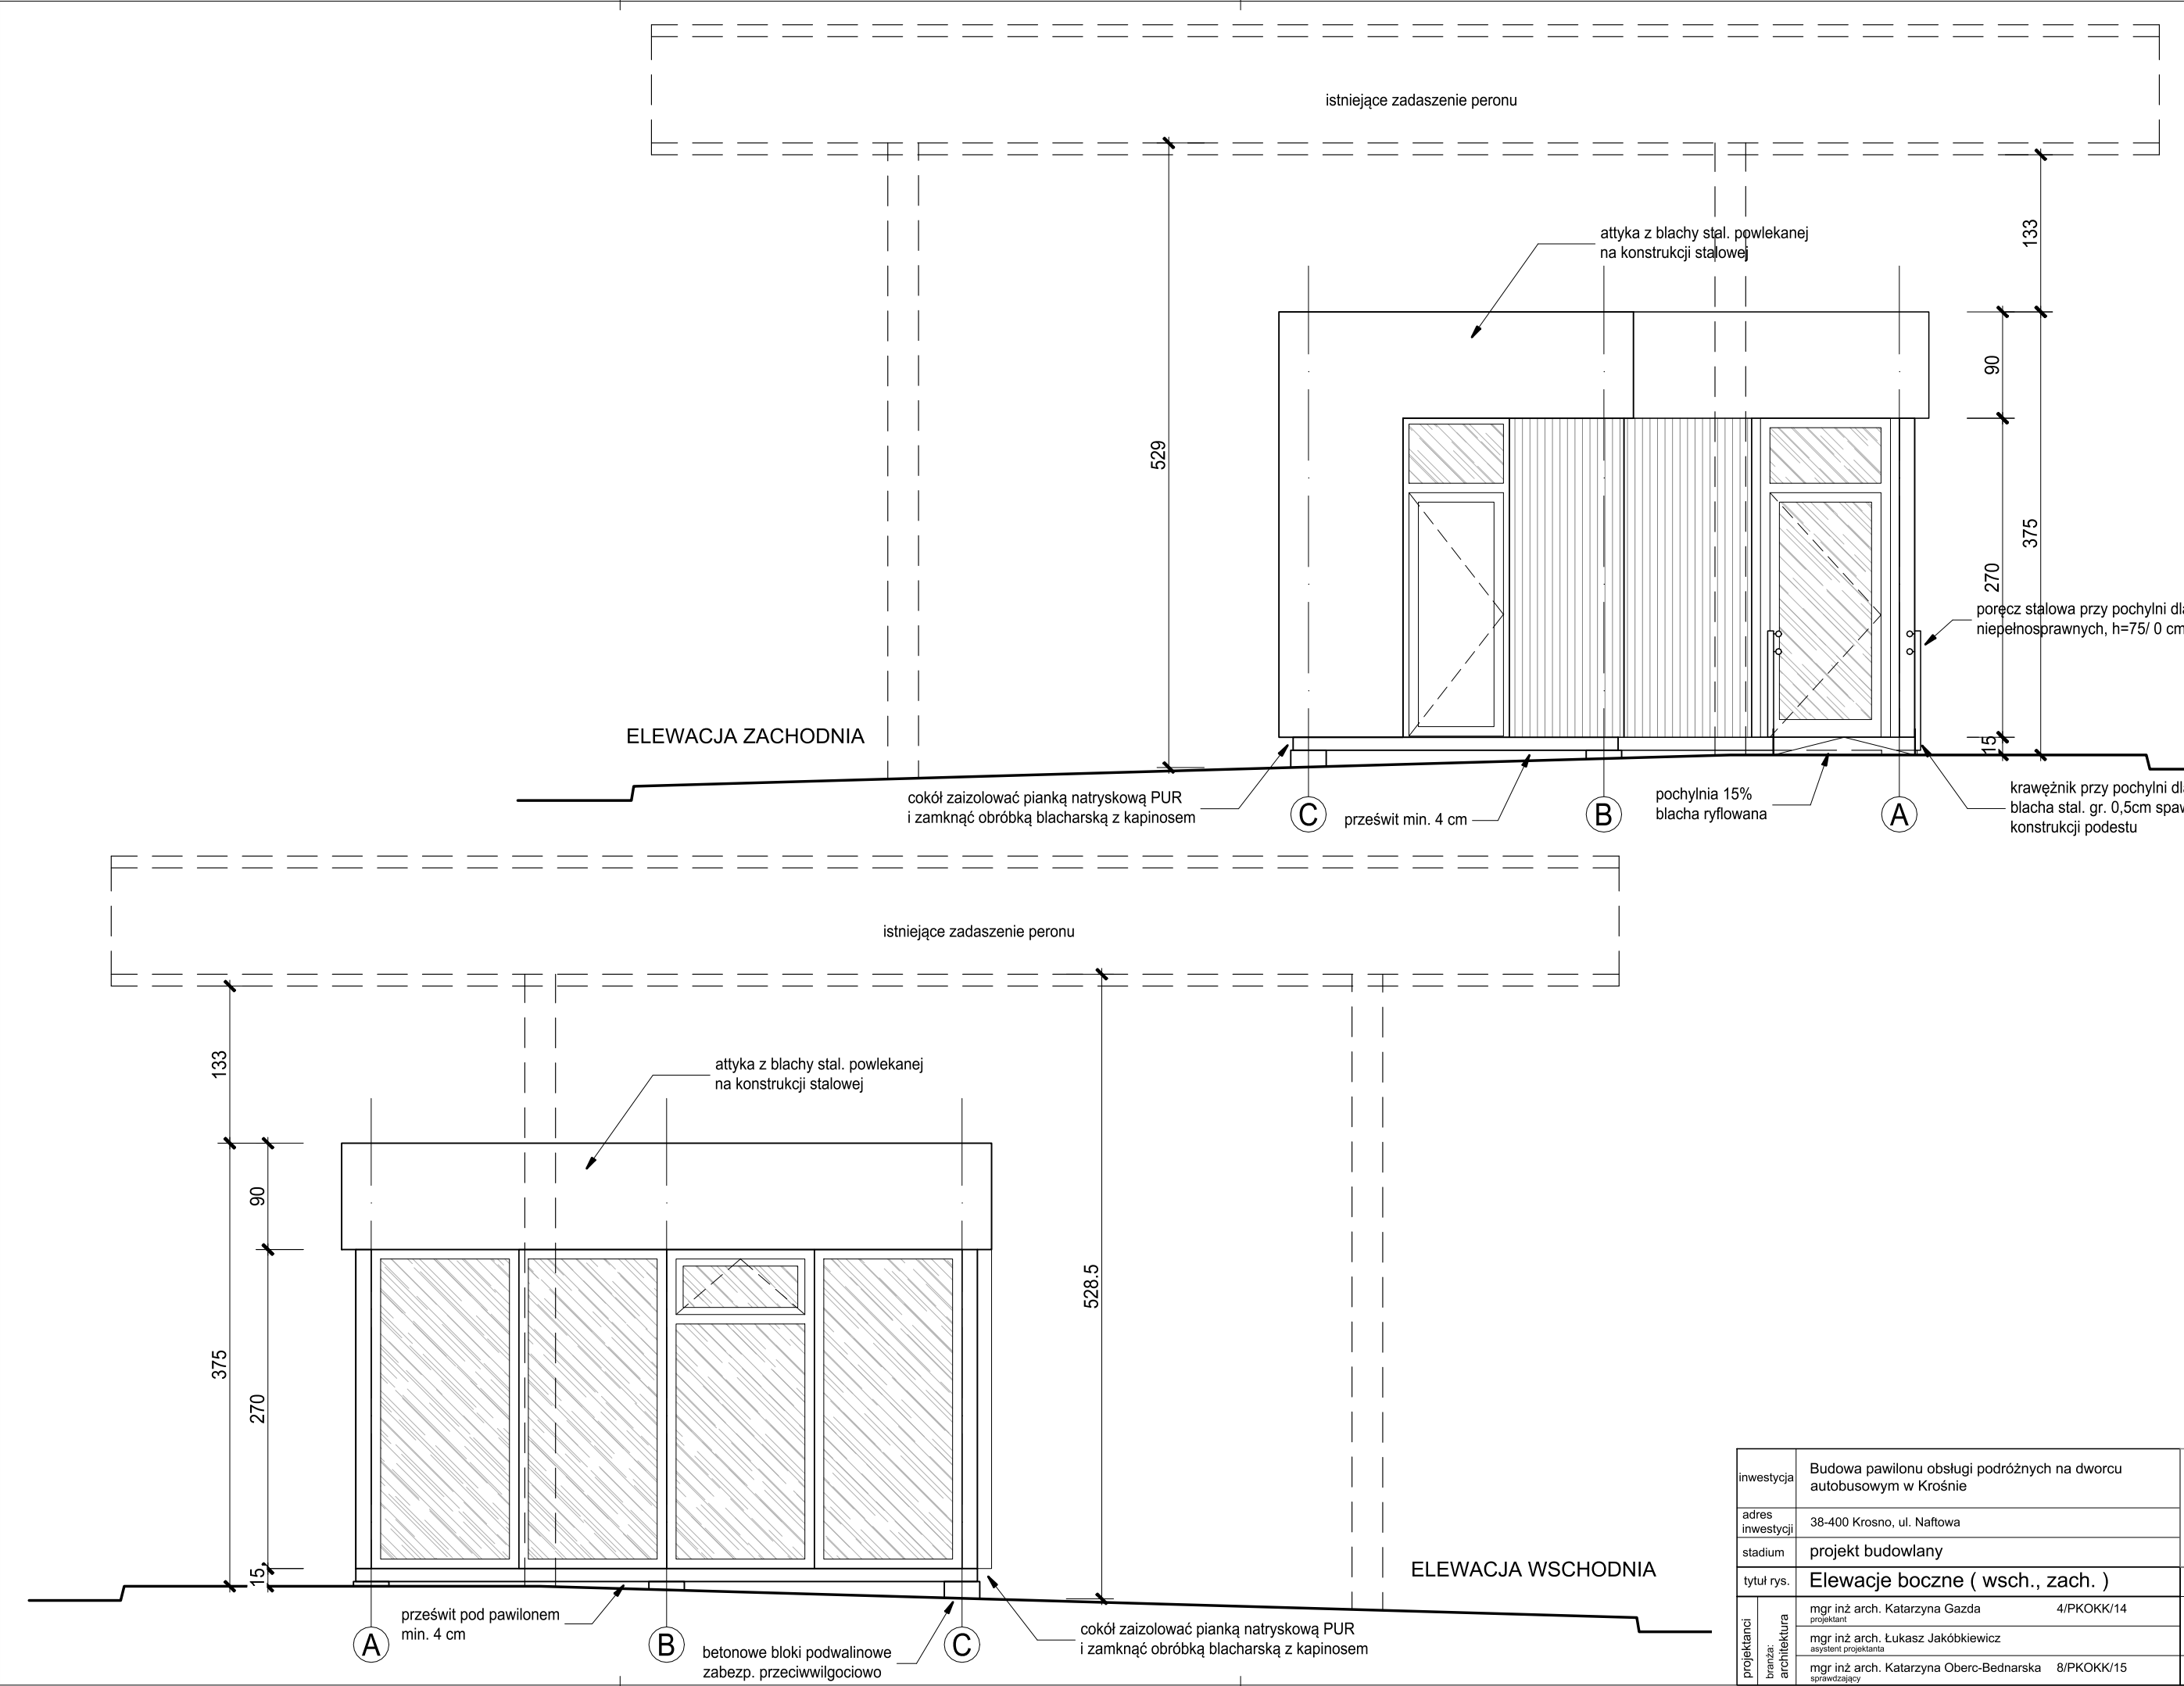 istniejące zadaszenie peronu
attyka z blachy stal. powlekanej
na konstrukcji stalowej
133
90
529
375
270
15
poręcz stalowa przy pochylni dla
niepełnosprawnych, h=75/ 0 cm
ELEWACJA ZACHODNIA
cokół zaizolować pianką natryskową PUR
i zamknąć obróbką blacharską z kapinosem
C
prześwit min. 4 cm
B
pochylnia 15%
blacha ryflowana
A
krawężnik przy pochylni dl
blacha stal. gr. 0,5cm spaw
konstrukcji podestu
istniejące zadaszenie peronu
133
attyka z blachy stal. powlekanej
na konstrukcji stalowej
90
528.5
375
270
15
ELEWACJA WSCHODNIA
A
prześwit pod pawilonem
min. 4 cm
B
betonowe bloki podwalinowe
zabezp. przeciwwilgociowo
C
cokół zaizolować pianką natryskową PUR
i zamknąć obróbką blacharską z kapinosem
inwestycja
Budowa pawilonu obsługi podróżnych na dworcu
autobusowym w Krośnie
adres
inwestycji
38-400 Krosno, ul. Naftowa
stadium
projekt budowlany
tytuł rys.
Elewacje boczne ( wsch., zach. )
projektanci
branża:
architektura
mgr inż arch. Katarzyna Gazda 4/PKOKK/14
projektant
mgr inż arch. Łukasz Jakóbkiewicz
asystent projektanta
mgr inż arch. Katarzyna Oberc-Bednarska 8/PKOKK/15
sprawdzający